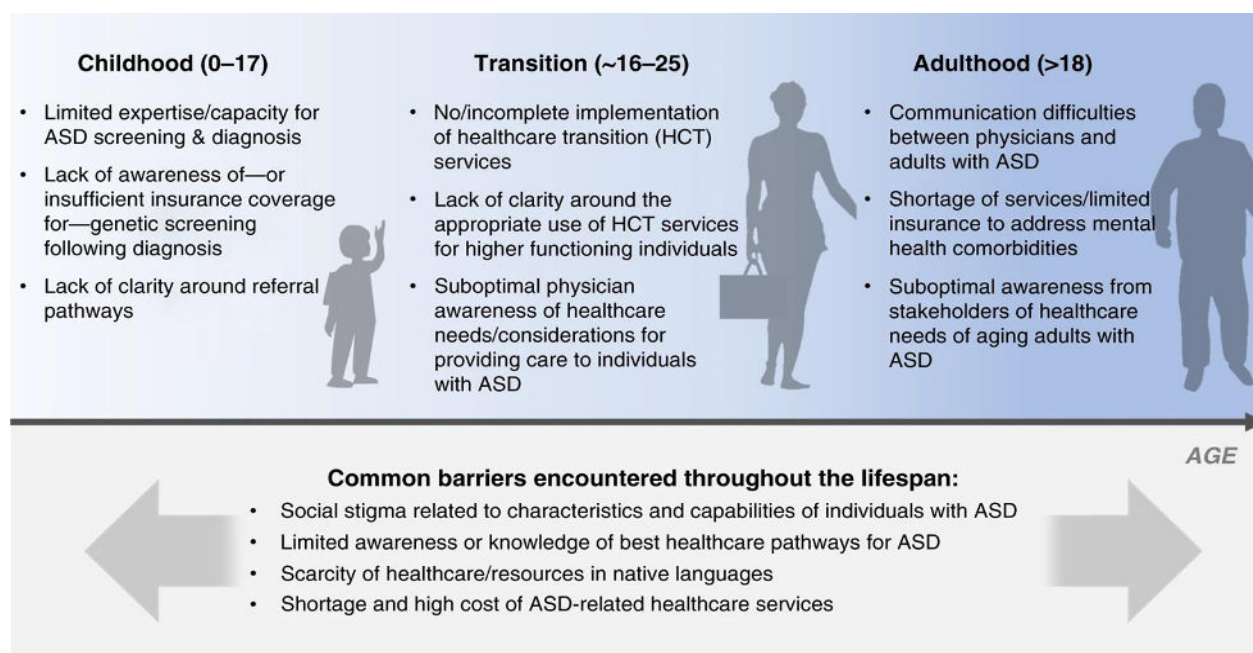 Childhood (0–17)
• Limited expertise/capacity for
ASD screening & diagnosis
• Lack of awareness of—or
insufficient insurance coverage
for—genetic screening
following diagnosis
• Lack of clarity around referral
pathways
Transition (~16–25)
• No/incomplete implementation
of healthcare transition (HCT)
services
• Lack of clarity around the
appropriate use of HCT services
for higher functioning individuals
• Suboptimal physician
awareness of healthcare
needs/considerations for
providing care to individuals
with ASD
Adulthood (>18)
• Communication difficulties
between physicians and
adults with ASD
• Shortage of services/limited
insurance to address mental
health comorbidities
• Suboptimal awareness from
stakeholders of healthcare
needs of aging adults with
ASD
AGE
Common barriers encountered throughout the lifespan:
• Social stigma related to characteristics and capabilities of individuals with ASD
• Limited awareness or knowledge of best healthcare pathways for ASD
• Scarcity of healthcare/resources in native languages
• Shortage and high cost of ASD-related healthcare services